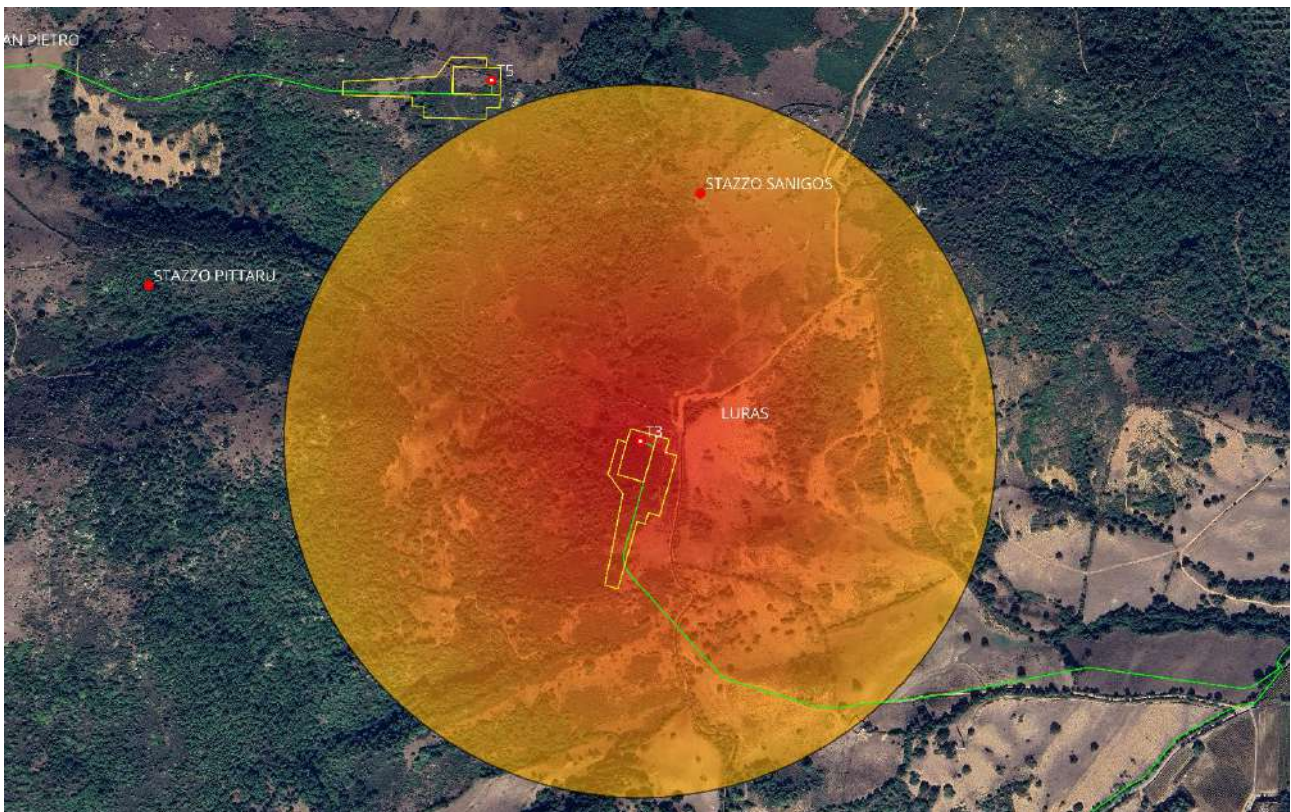 AN PIETRO
T5
STAZZO SANIGOS
STAZZO PITTARU
LURAS
T3